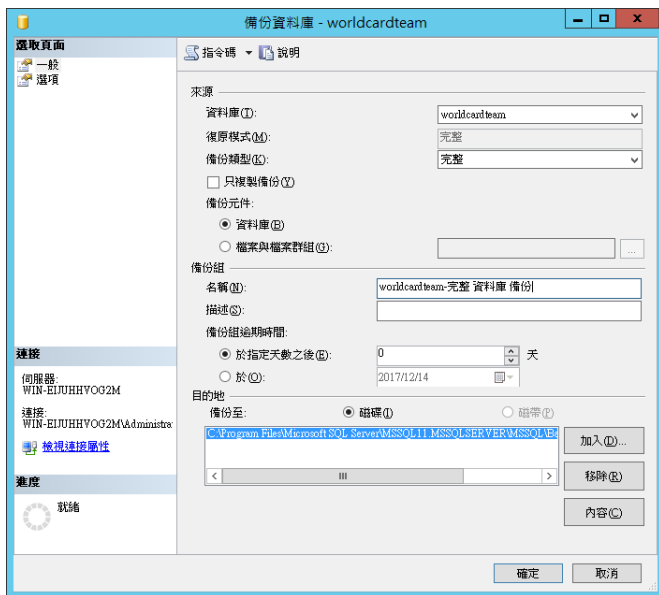 備份資料庫 - worldcardteam
選取頁面
一般
選項
指令碼
說明
來源
資料庫(T):
worldcardteam
復原模式(M):
完整
備份類型(K):
完整
只複製備份(Y)
備份元件:
資料庫(B)
檔案與檔案群組(G):
...
備份組
名稱(N):
worldcardteam-完整 資料庫 備份
描述(S):
備份組逾期時間:
於指定天數之後(E):
0
天
於(O):
2017/12/14
目的地
備份至:
磁碟(I)
磁帶(P)
C:\Program Files\Microsoft SQL Server\MSSQL11.MSSQLSERVER\MSSQL\Ba
加入(D)...
移除(R)
內容(C)
連接
伺服器:
WIN-EIJUHHVOG2M
連接:
WIN-EIJUHHVOG2M\Administra
檢視連接屬性
進度
就緒
確定
取消